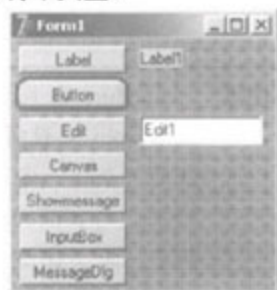 Form1
Label Label1
Button
Edit Edit1
Canvas
Showmessage
InputBox
MessageDlg